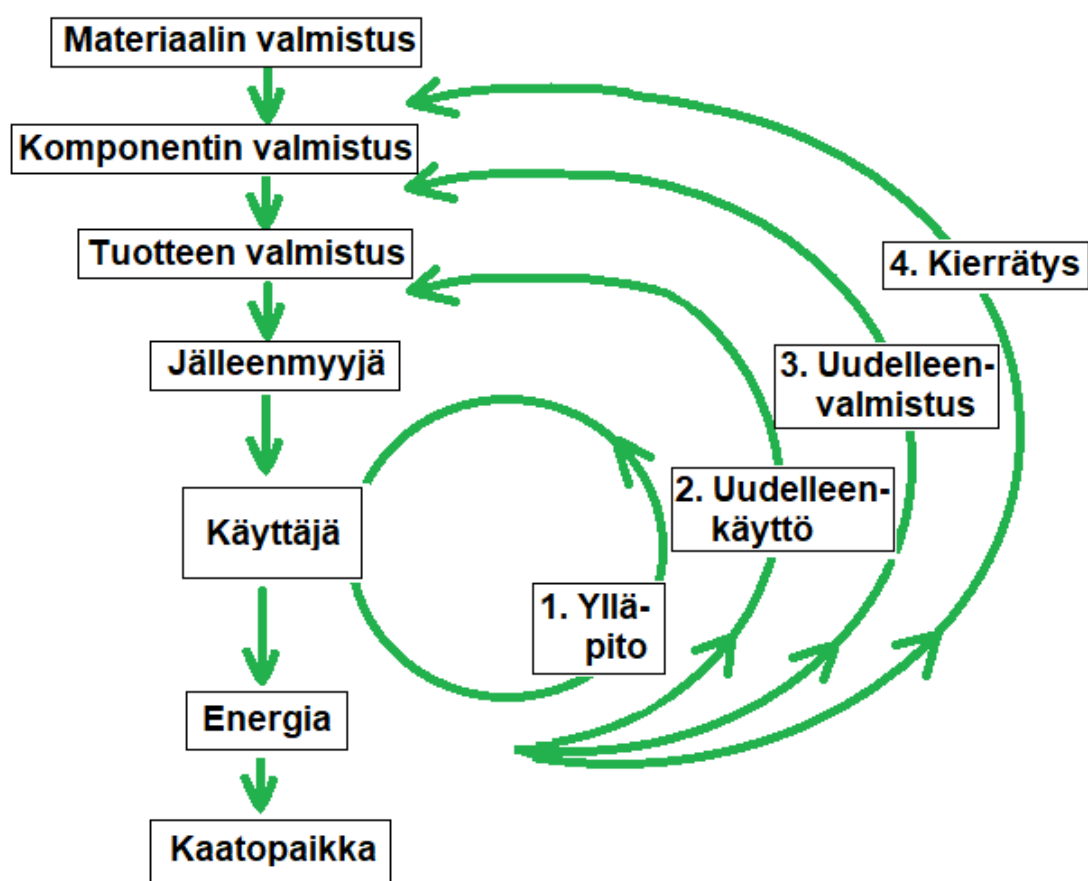 Materiaalin valmistus
Komponentin valmistus
Tuotteen valmistus
4. Kierrätys
Jälleenmyyjä
3. Uudelleen-
valmistus
2. Uudelleen-
käyttö
Käyttäjä
1. Yllä-
pito
Energia
Kaatopaikka